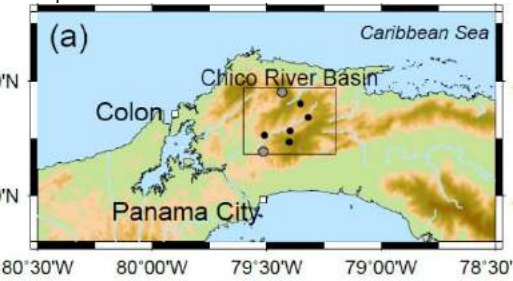 (a)
Caribbean Sea
Chico River Basin
Colon
Panama City
80°30'W 80°00'W 79°30'W 79°00'W 78°30'